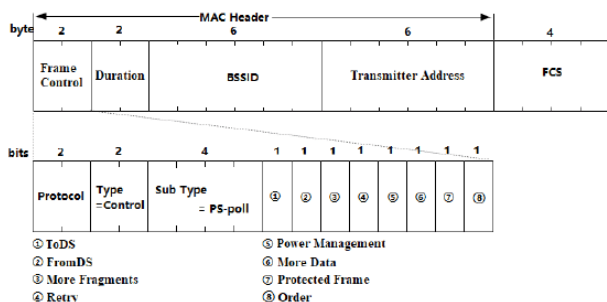 MAC Header
byte 2 2 6 6 4
Frame Control Duration BSSID Transmitter Address FCS
bits 2 2 4 1 1 1 1 1 1 1 1
Protocol Type =Control Sub Type = PS-poll ① ② ③ ④ ⑤ ⑥ ⑦ ⑧
① ToDS ⑤ Power Management
② FromDS ⑥ More Data
③ More Fragments ⑦ Protected Frame
④ Retry ⑧ Order